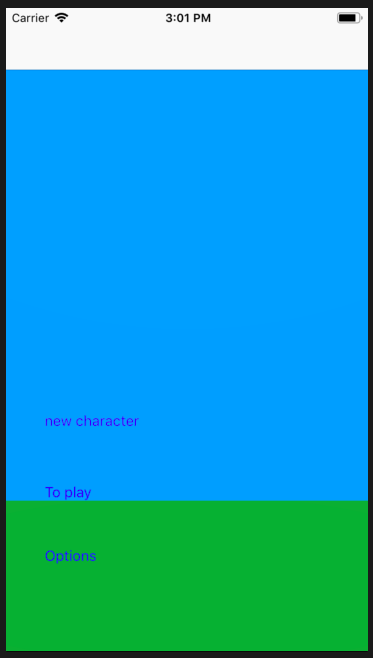 Carrier 3:01 PM
new character
To play
Options